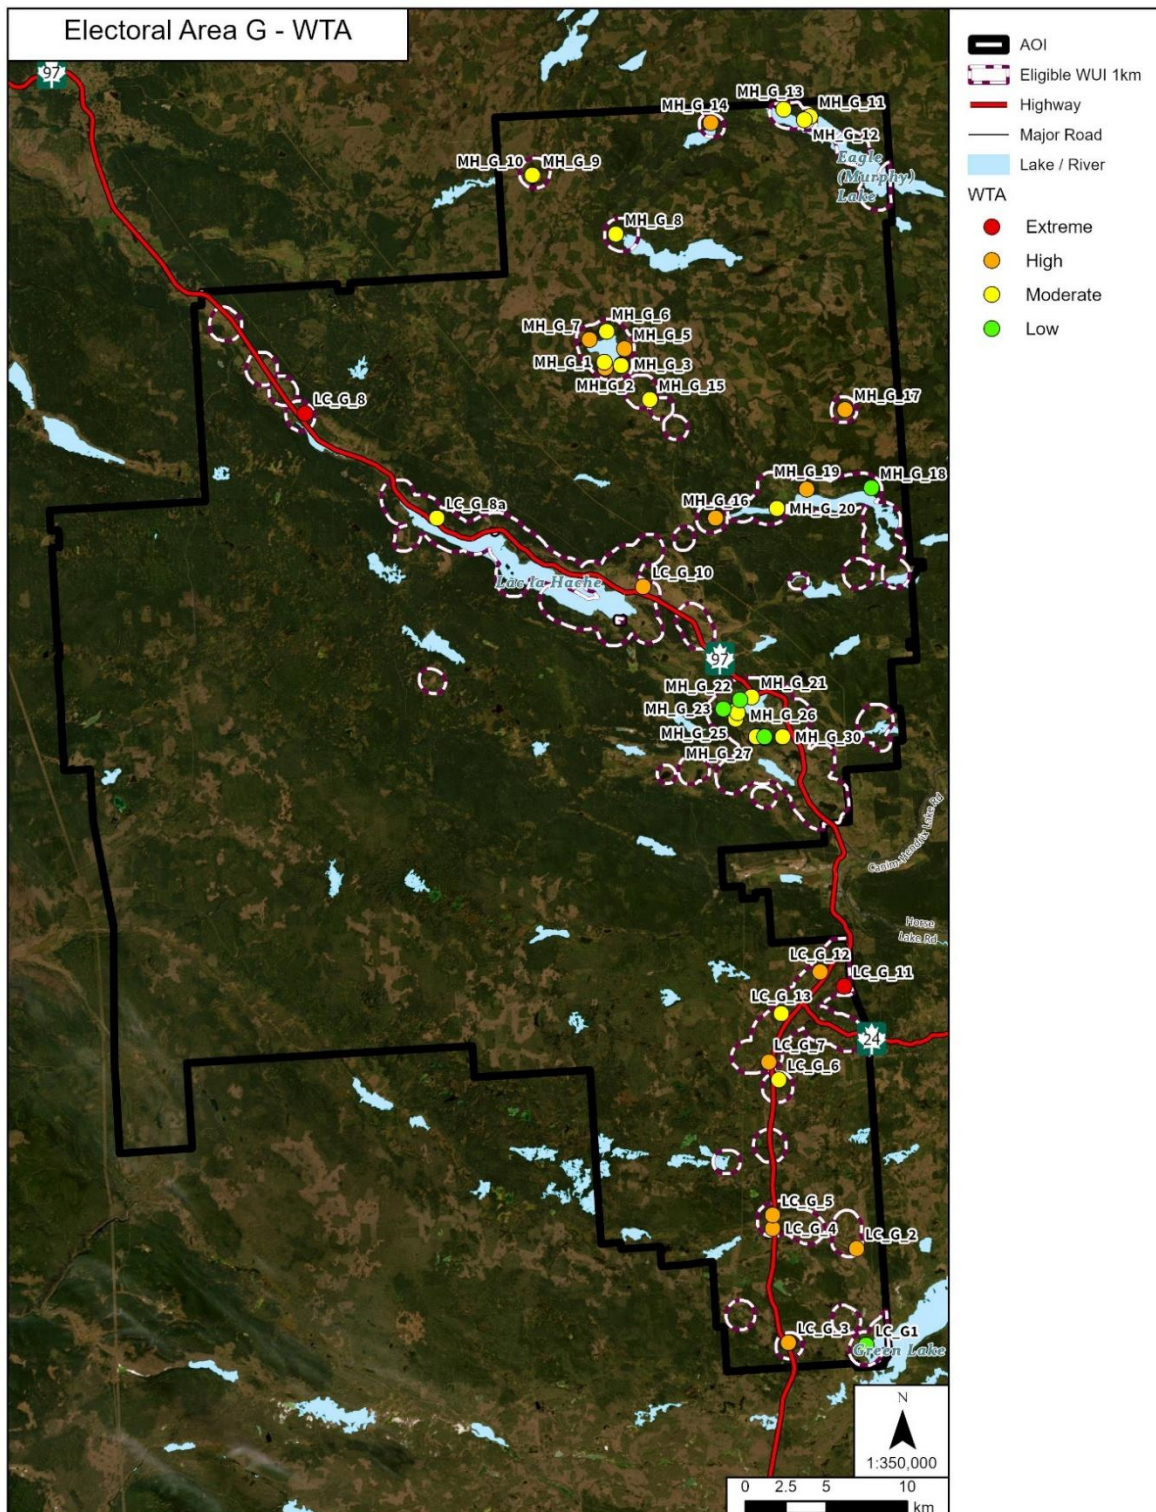 Electoral Area G - WTA
97
MH_G_13
MH_G_11
MH_G_14
MH_G_12
Eagle
(Murphy)
Lake
MH_G_10
MH_G_9
MH_G_8
MH_G_6
MH_G_7
MH_G_5
MH_G_1
MH_G_3
MH_G_2
MH_G_15
MH_G_17
LC_G_8
MH_G_19
MH_G_18
MH_G_16
MH_G_20
LC_G_8a
Lac la Hache
LC_G_10
G
97
MH_G_22
MH_G_21
MH_G_23
MH_G_26
MH_G_25
MH_G_30
MH_G_27
Canim-Hendrix Lake Rd
Horse
Lake Rd
LC_G_12
LC_G_11
LC_G_13
24
LC_G_7
LC_G_6
LC_G_5
LC_G_4
LC_G_2
LC_G_3
LC_G1
Green Lake
N
1:350,000
0 2.5 5 10
km
AOI
Eligible WUI 1km
Highway
Major Road
Lake / River
WTA
Extreme
High
Moderate
Low